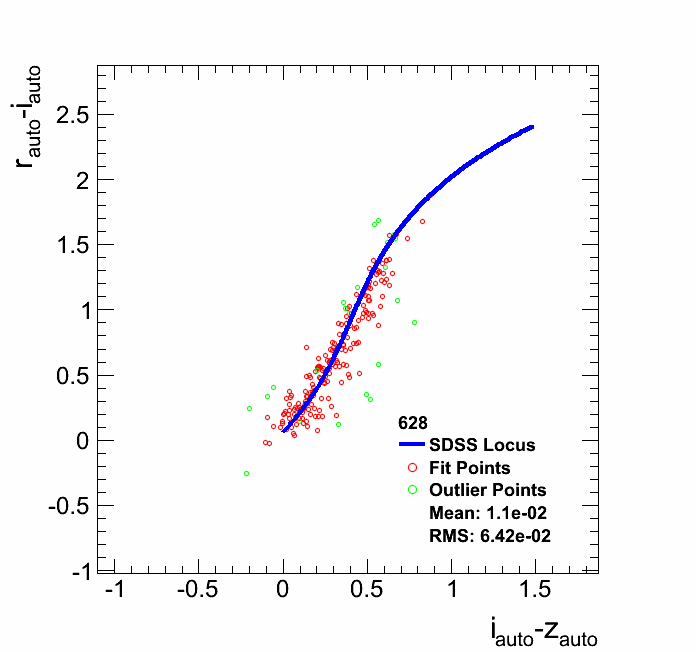 r_auto-i_auto
2.5
2
1.5
1
0.5
0
-0.5
-1
628
SDSS Locus
Fit Points
Outlier Points
Mean: 1.1e-02
RMS: 6.42e-02
-1 -0.5 0 0.5 1 1.5
i_auto-z_auto